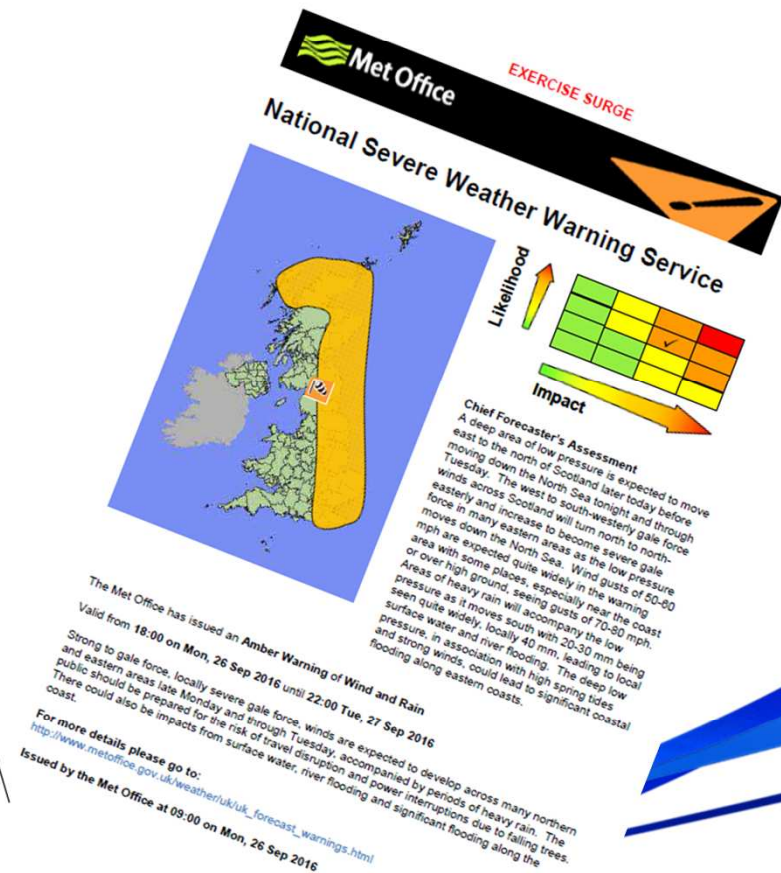 Met Office
EXERCISE SURGE
National Severe Weather Warning Service
Likelihood
Impact
Chief Forecaster's Assessment
A deep area of low pressure is expected to move
east to the north of Scotland later today before
moving down the North Sea tonight and through
Tuesday. The west to south-westerly gale force
winds across Scotland will turn north to north-
easterly and increase to become severe gale
force in many eastern areas as the low pressure
moves down the North Sea. Wind gusts of 50-60
mph are expected quite widely in the warning
area with some places, especially near the coast
or over high ground, seeing gusts of 70-80 mph.
Areas of heavy rain will accompany the low
pressure as it moves south with 20-30 mm being
seen quite widely, locally 40 mm, leading to local
surface water and river flooding. The deep low
pressure, in association with high spring tides
and strong winds, could lead to significant coastal
flooding along eastern coasts.
The Met Office has issued an Amber Warning of Wind and Rain
Valid from 18:00 on Mon, 26 Sep 2016 until 22:00 Tue, 27 Sep 2016
Strong to gale force, locally severe gale force, winds are expected to develop across many northern
and eastern areas late Monday and through Tuesday, accompanied by periods of heavy rain. The
public should be prepared for the risk of travel disruption and power interruptions due to falling trees.
There could also be impacts from surface water, river flooding and significant flooding along the
coast.
For more details please go to:
http://www.metoffice.gov.uk/weather/uk/uk_forecast_warnings.html
Issued by the Met Office at 09:00 on Mon, 26 Sep 2016